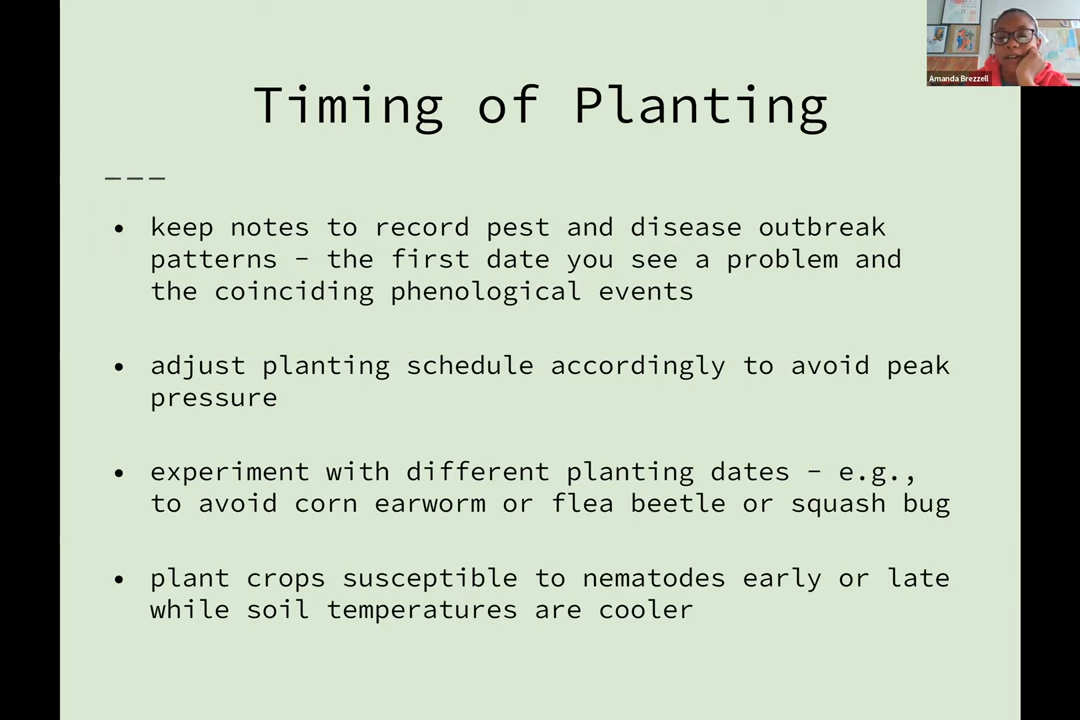 Amanda Brezzell
Timing of Planting
———
• keep notes to record pest and disease outbreak
patterns – the first date you see a problem and
the coinciding phenological events
• adjust planting schedule accordingly to avoid peak
pressure
• experiment with different planting dates – e.g.,
to avoid corn earworm or flea beetle or squash bug
• plant crops susceptible to nematodes early or late
while soil temperatures are cooler